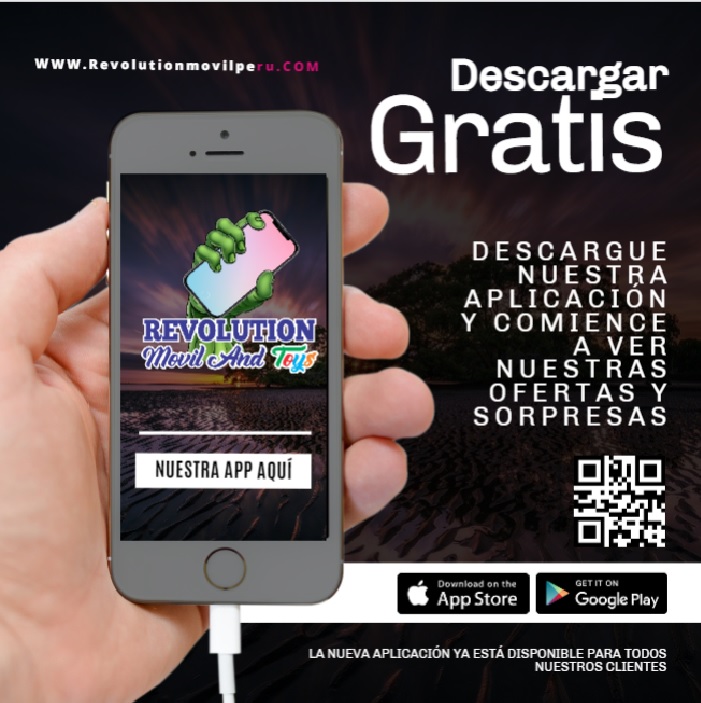 WWW.Revolutionmovilperu.COM
Descargar
Gratis
REVOLUTION
Movil And Toys
NUESTRA APP AQUÍ
DESCARGUE
NUESTRA
APLICACIÓN
Y COMIENCE
A VER
NUESTRAS
OFERTAS Y
SORPRESAS
Download on the
App Store
GET IT ON
Google Play
LA NUEVA APLICACIÓN YA ESTÁ DISPONIBLE PARA TODOS
NUESTROS CLIENTES